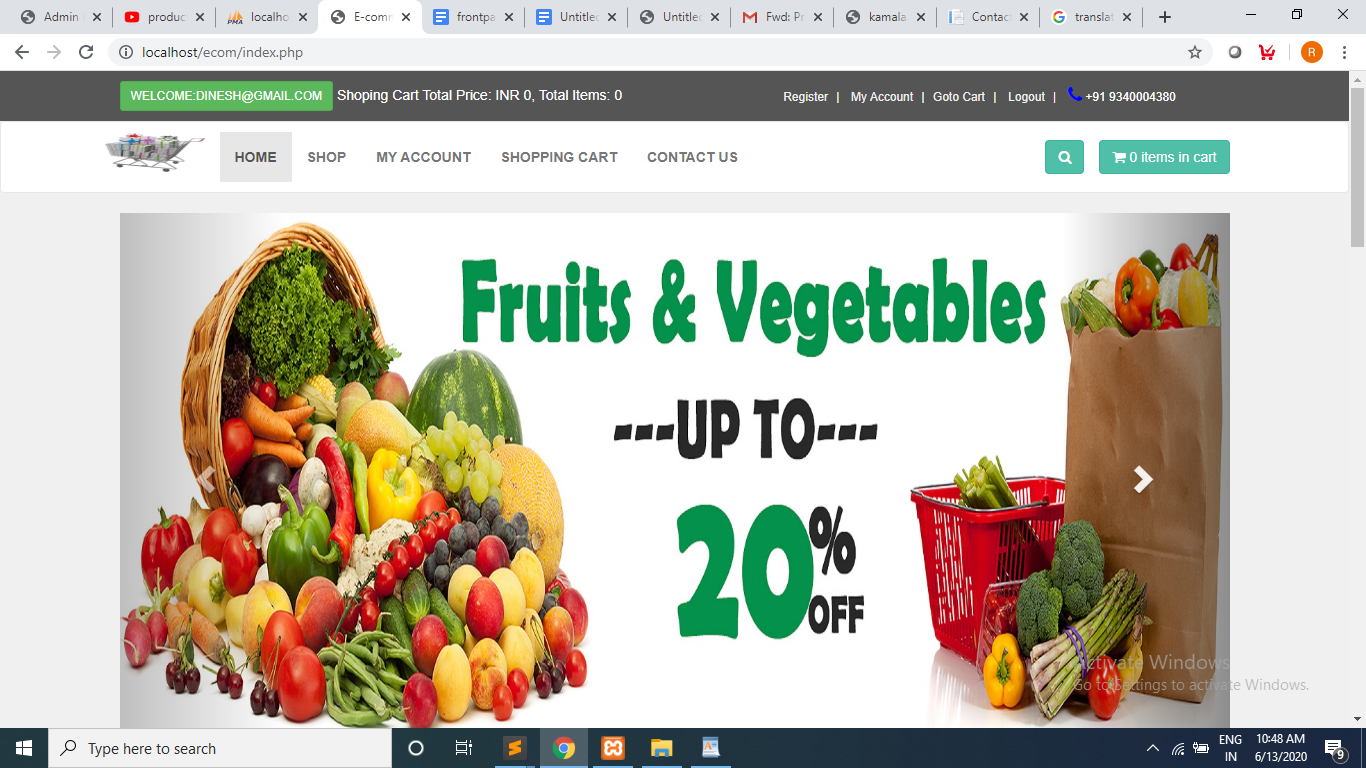 Admin
produc
localho
E-comn
frontpa
Untitle
Untitle
Fwd: Pr
kamala
Contac
translat
localhost/ecom/index.php
R
WELCOME:DINESH@GMAIL.COM Shoping Cart Total Price: INR 0, Total Items: 0
Register | My Account | Goto Cart | Logout | +91 9340004380
HOME SHOP MY ACCOUNT SHOPPING CART CONTACT US
0 items in cart
Fruits & Vegetables
---UP TO---
20% OFF
Activate Windows
Go to Settings to activate Windows.
Type here to search
ENG
IN
10:48 AM
6/13/2020
9